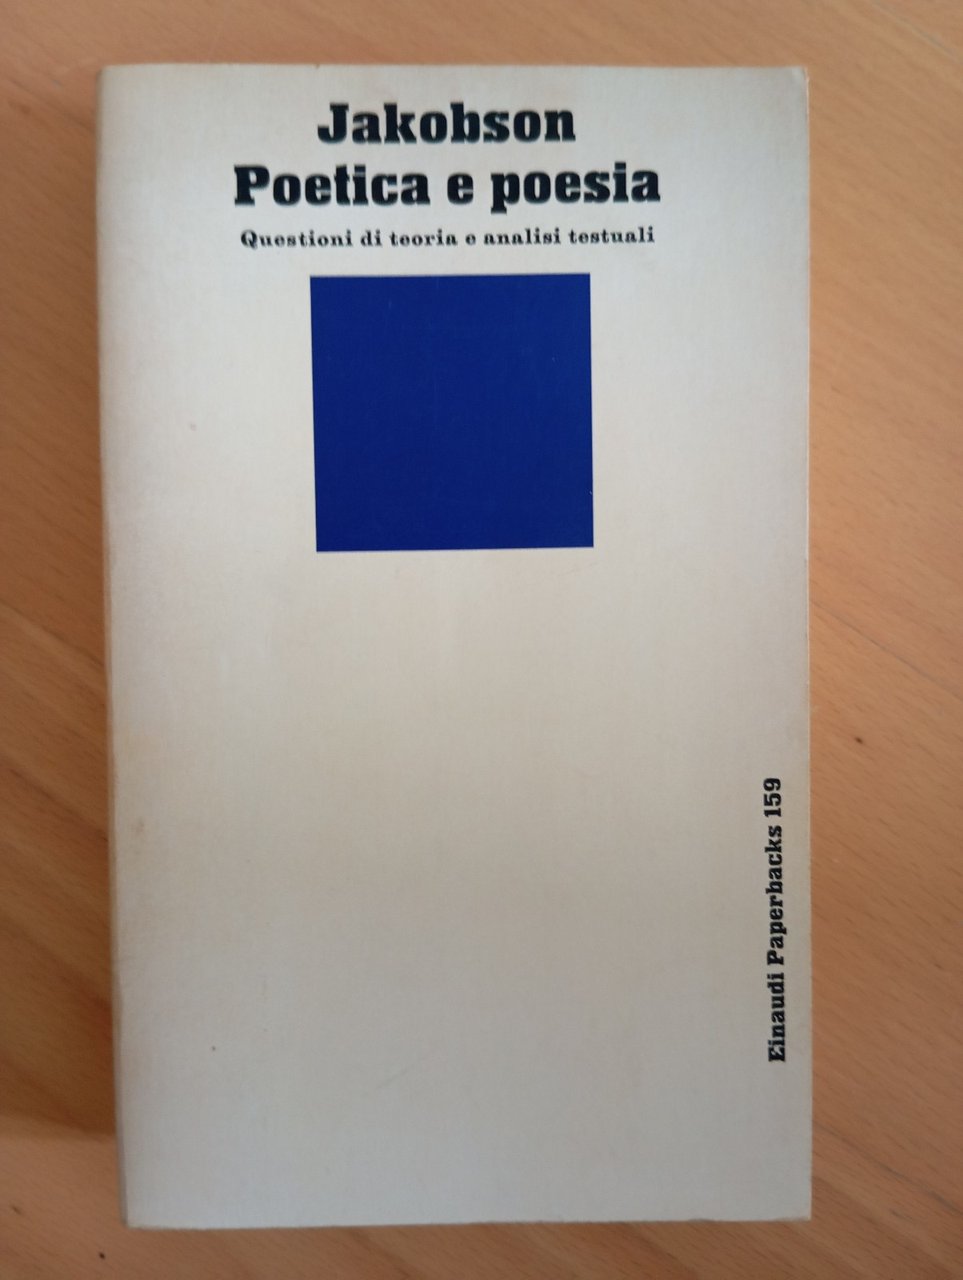 Jakobson
Poetica e poesia
Questioni di teoria e analisi testuali
Einaudi Paperbacks 159